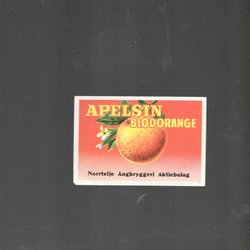 APELSIN
BLODORANGE
Norrtelje Ångbryggeri Aktiebolag